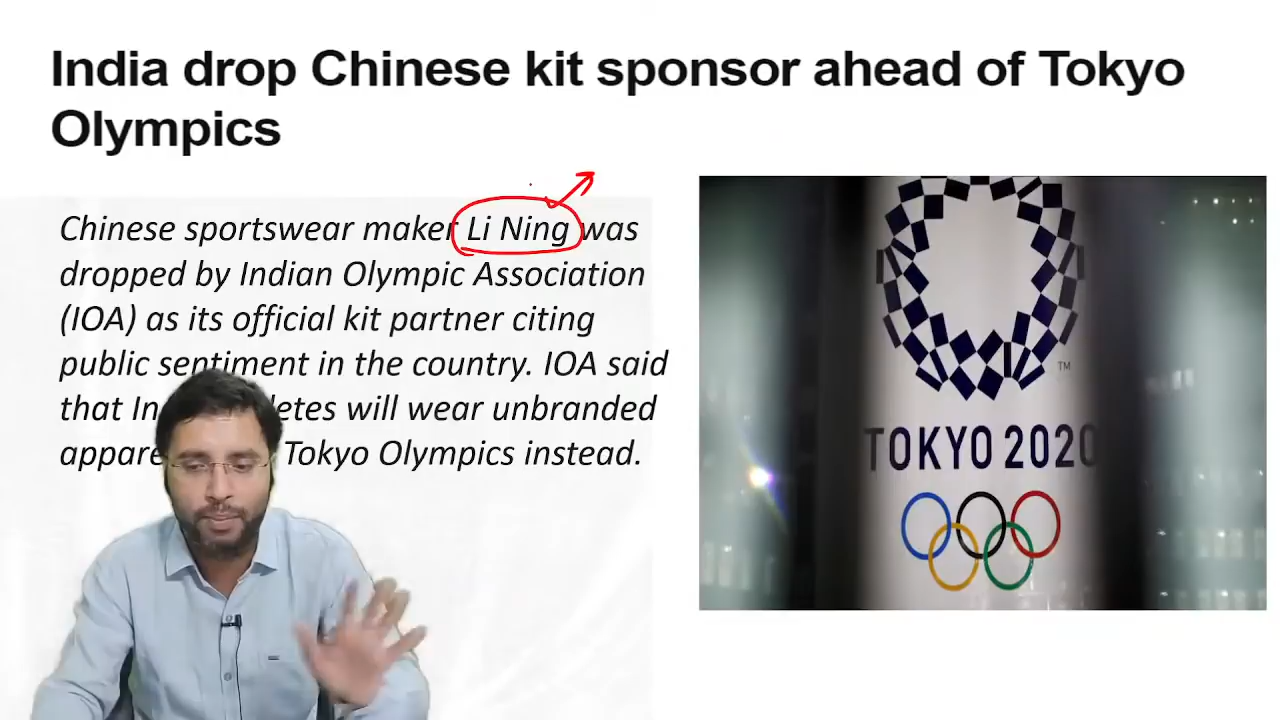 India drop Chinese kit sponsor ahead of Tokyo
Olympics
Chinese sportswear maker Li Ning was
dropped by Indian Olympic Association
(IOA) as its official kit partner citing
public sentiment in the country. IOA said
that In letes will wear unbranded
appare Tokyo Olympics instead.
TM
TOKYO 2020